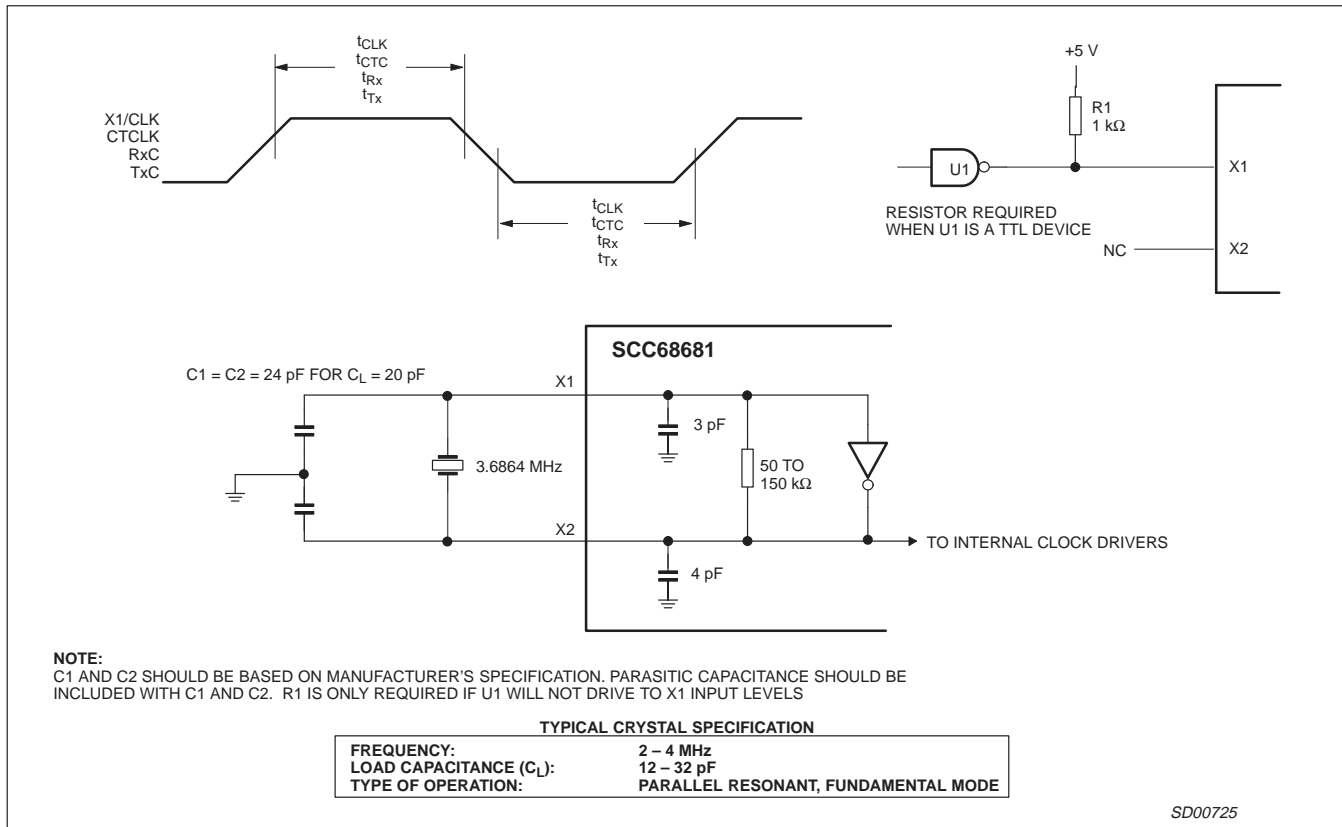 tCLK
tCTC
tRx
tTx
X1/CLK
CTCLK
RxC
TxC
tCLK
tCTC
tRx
tTx
+5 V
R1
1 kΩ
U1
X1
RESISTOR REQUIRED
WHEN U1 IS A TTL DEVICE
NC
X2
SCC68681
C1 = C2 = 24 pF FOR CL = 20 pF
X1
3 pF
3.6864 MHz
50 TO
150 kΩ
X2
TO INTERNAL CLOCK DRIVERS
4 pF
NOTE:
C1 AND C2 SHOULD BE BASED ON MANUFACTURER'S SPECIFICATION. PARASITIC CAPACITANCE SHOULD BE
INCLUDED WITH C1 AND C2. R1 IS ONLY REQUIRED IF U1 WILL NOT DRIVE TO X1 INPUT LEVELS
TYPICAL CRYSTAL SPECIFICATION
FREQUENCY: 2 – 4 MHz
LOAD CAPACITANCE (CL): 12 – 32 pF
TYPE OF OPERATION: PARALLEL RESONANT, FUNDAMENTAL MODE
SD00725